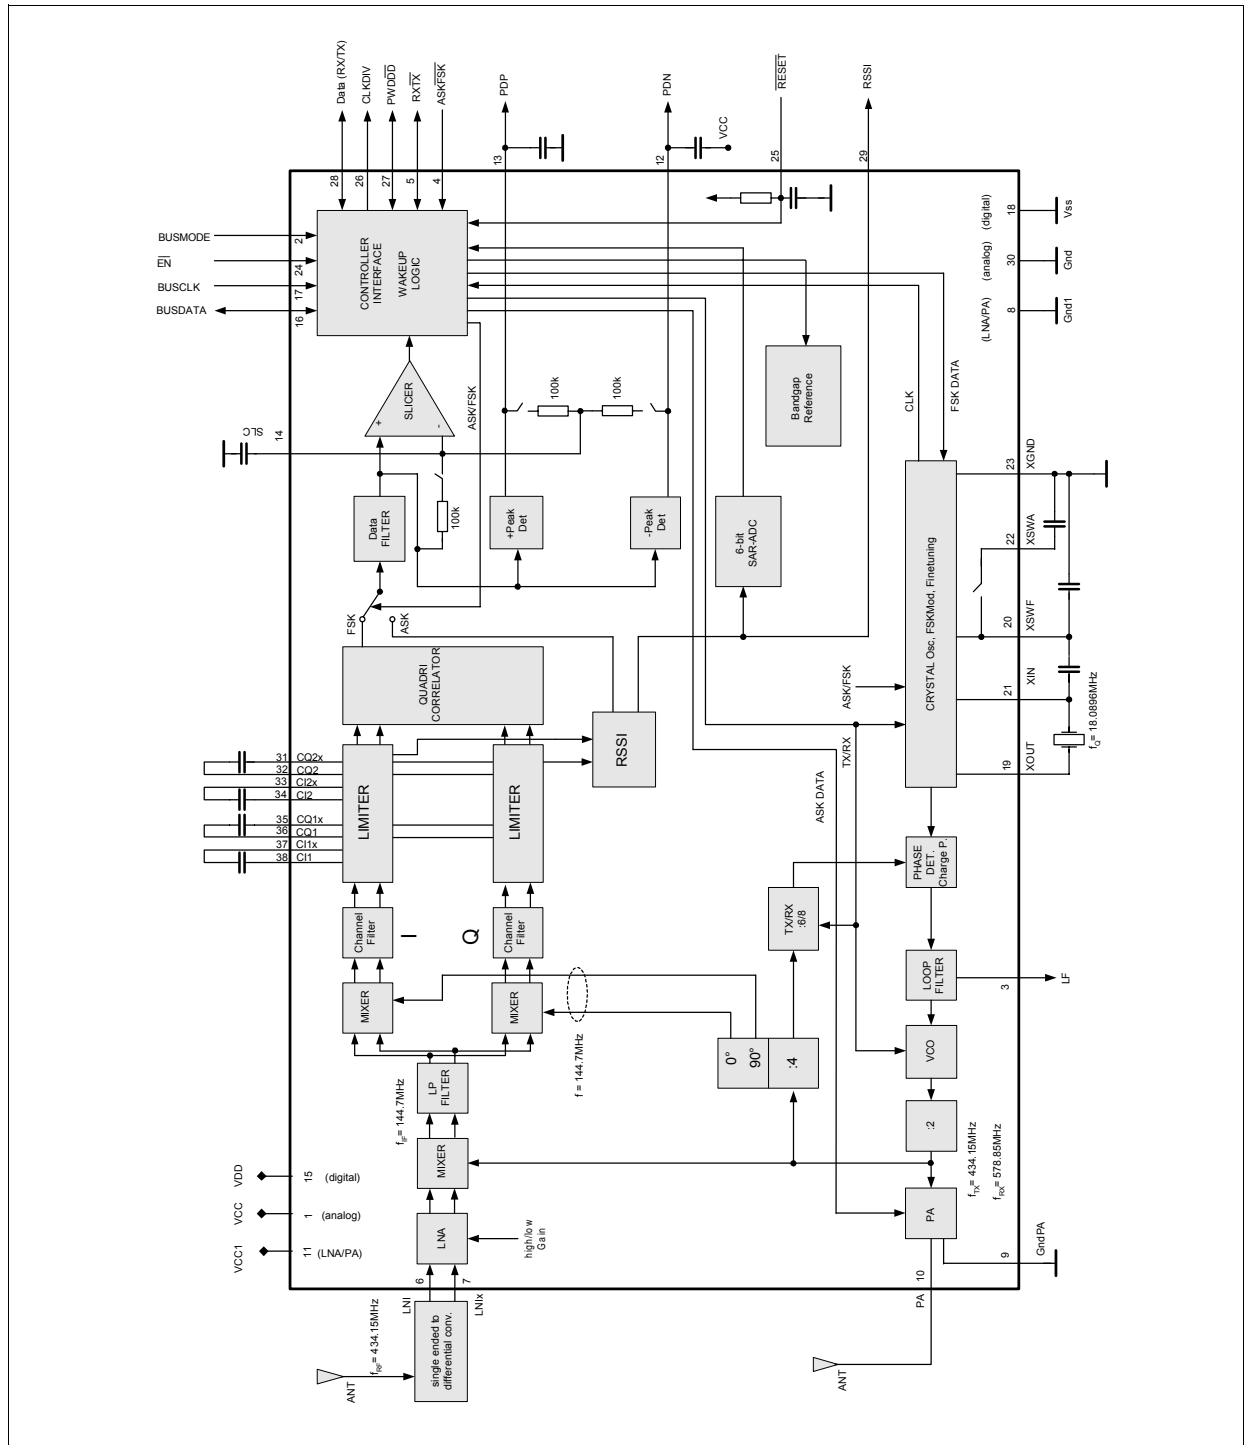 Data (RX/TX)
CLKDIV
PWDDD
RXTX
ASKFSK
PDP
PDN
RESET
RSSI
VCC
28
26
27
5
4
13
12
25
29
BUSMODE
2
EN
24
BUSCLK
17
BUSDATA
16
CONTROLLER
INTERFACE
WAKEUP
LOGIC
18
Vss
(digital)
30
Gnd
(analog)
8
Gnd1
(LNA/PA)
SLC
14
SLICER
+
-
ASK/FSK
100k
100k
100k
Bandgap
Reference
CLK
FSK DATA
Data
FILTER
+Peak
Det
-Peak
Det
6-bit
SAR-ADC
FSK
ASK
QUADRI
CORRELATOR
RSSI
31
CQ2x
32
CQ2
33
CI2x
34
CI2
35
CQ1x
36
CQ1
37
CI1x
38
CI1
LIMITER
LIMITER
Channel
Filter
I
Q
Channel
Filter
MIXER
MIXER
f = 144.7MHz
ASK/FSK
TX/RX
ASK DATA
CRYSTAL Osc, FSKMod, Finetuning
23
XGND
22
XSWA
20
XSWF
21
XIN
19
XOUT
fQ= 18.0896MHz
PHASE
DET.
Charge P.
TX/RX
:6/8
LOOP
FILTER
3
LF
0°
90°
:4
VCO
:2
fTX= 434.15MHz
fRX= 578.85MHz
PA
9
GndPA
10
PA
ANT
LP
FILTER
fIF= 144.7MHz
MIXER
LNA
high/low
Gain
VDD
15
(digital)
VCC
1
(analog)
VCC1
11
(LNA/PA)
LNI
6
7
LNIx
single ended to
differential conv.
fRF= 434.15MHz
ANT